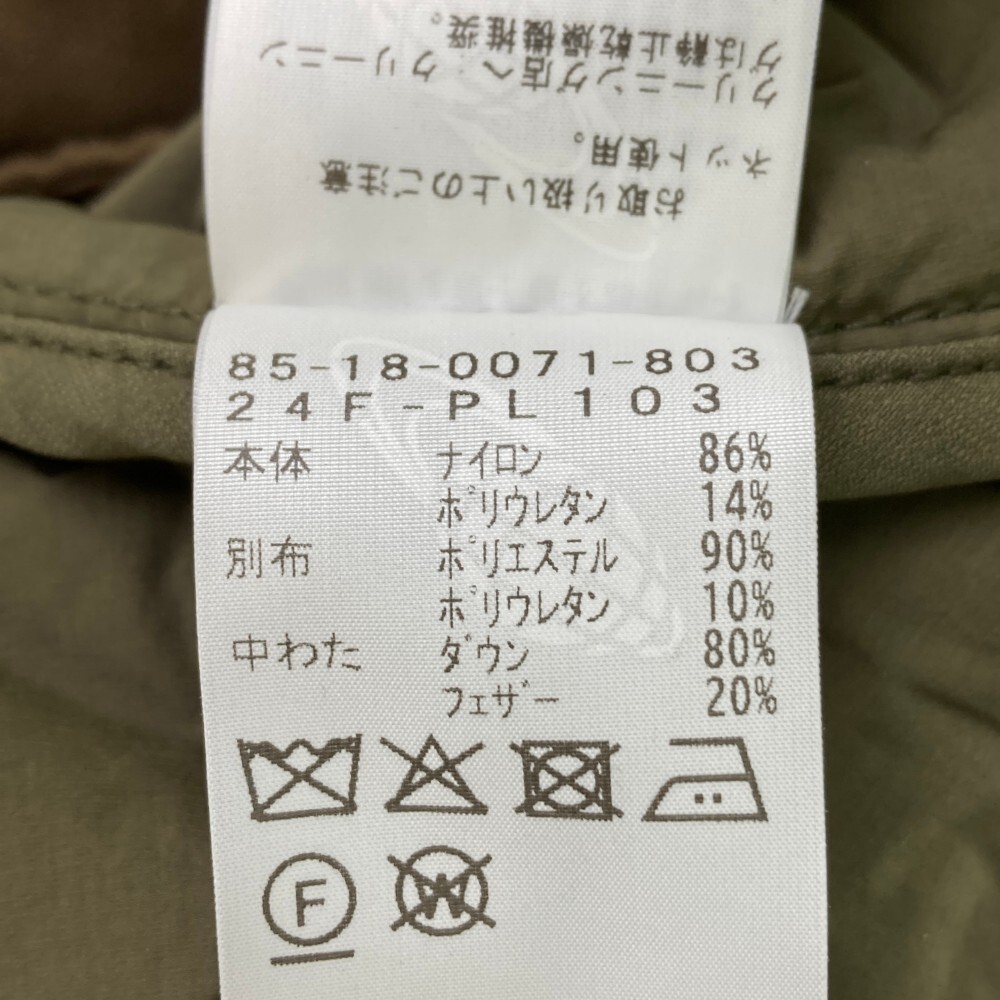 お取り扱い上のご注意
ネット使用。
クリーニング店へ クリーニン
グは静止乾燥機推奨。
85-18-0071-803
24F-PL103
本体 ナイロン 86%
ポリウレタン 14%
別布 ポリエステル 90%
ポリウレタン 10%
中わた ダウン 80%
フェザー 20%
F
W